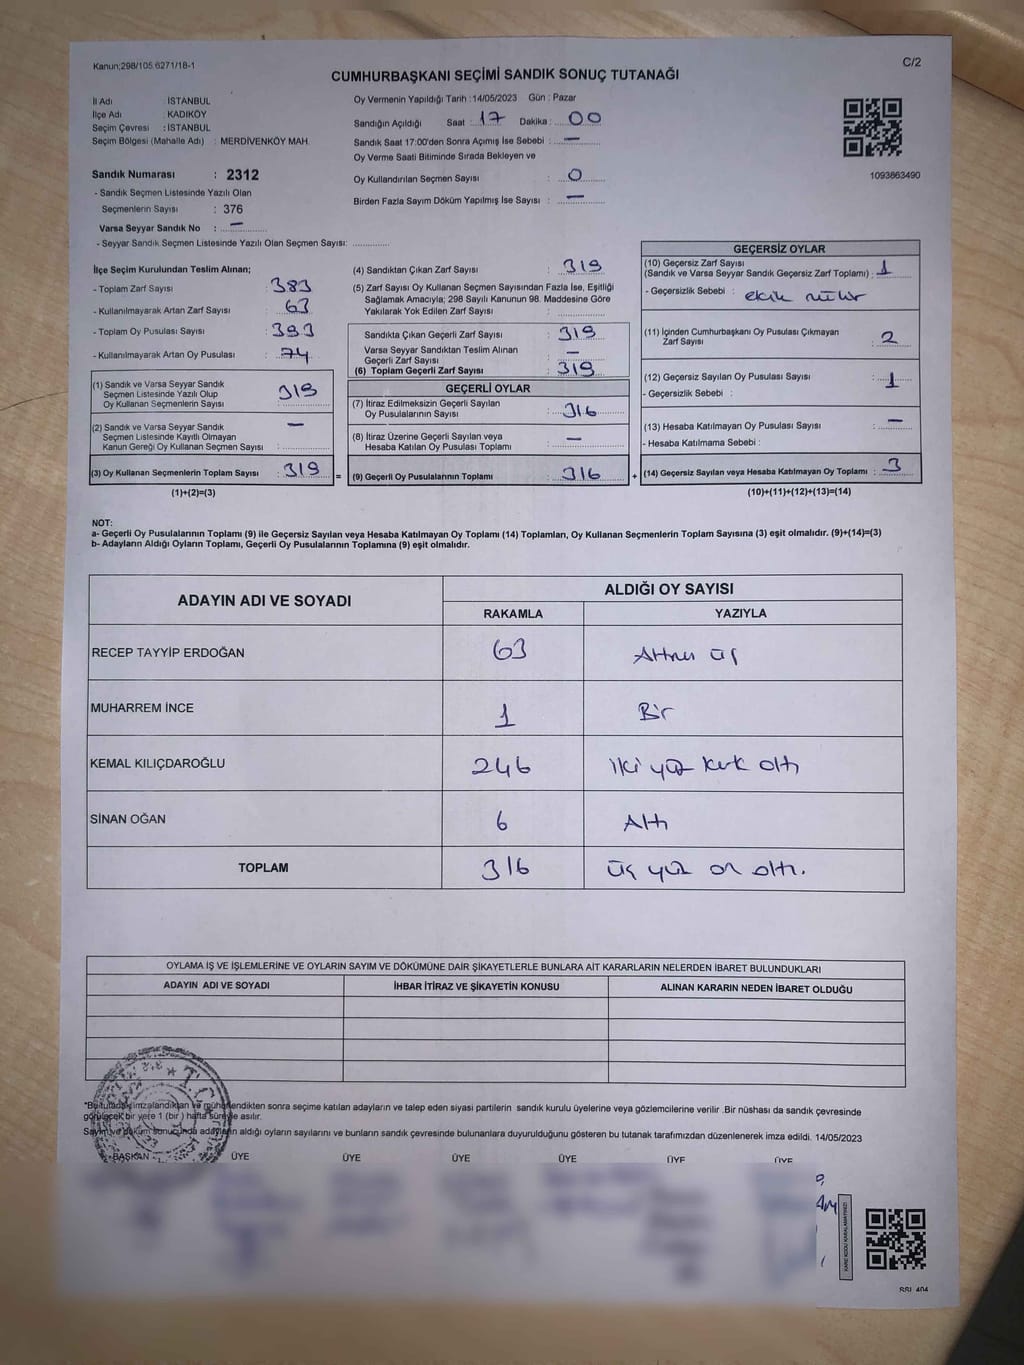 Kanun;298/105.6271/18-1
C/2
CUMHURBAŞKANI SEÇİMİ SANDIK SONUÇ TUTANAĞI
İl Adı : İSTANBUL
İlçe Adı : KADIKÖY
Seçim Çevresi : İSTANBUL
Seçim Bölgesi (Mahalle Adı) : MERDİVENKÖY MAH.
Sandık Numarası : 2312
- Sandık Seçmen Listesinde Yazılı Olan
Seçmenlerin Sayısı : 376
Varsa Seyyar Sandık No : —
- Seyyar Sandık Seçmen Listesinde Yazılı Olan Seçmen Sayısı: ..............
Oy Vermenin Yapıldığı Tarih : 14/05/2023 Gün : Pazar
Sandığın Açıldığı Saat : 17 Dakika : 00
Sandık Saat 17:00'den Sonra Açımış İse Sebebi : —
Oy Verme Saati Bitiminde Sırada Bekleyen ve
Oy Kullandırılan Seçmen Sayısı : 0
Birden Fazla Sayım Döküm Yapılmış İse Sayısı : —
1093863490
İlçe Seçim Kurulundan Teslim Alınan;
- Toplam Zarf Sayısı : 383
- Kullanılmayarak Artan Zarf Sayısı : 63
- Toplam Oy Pusulası Sayısı : 393
- Kullanılmayarak Artan Oy Pusulası : 74
(1) Sandık ve Varsa Seyyar Sandık
Seçmen Listesinde Yazılı Olup
Oy Kullanan Seçmenlerin Sayısı : 319
(2) Sandık ve Varsa Seyyar Sandık
Seçmen Listesinde Kayıtlı Olmayan
Kanun Gereği Oy Kullanan Seçmen Sayısı : —
(3) Oy Kullanan Seçmenlerin Toplam Sayısı : 319 =
(1)+(2)=(3)
(4) Sandıktan Çıkan Zarf Sayısı : 319
(5) Zarf Sayısı Oy Kullanan Seçmen Sayısından Fazla İse, Eşitliği
Sağlamak Amacıyla; 298 Sayılı Kanunun 98. Maddesine Göre
Yakılarak Yok Edilen Zarf Sayısı :
Sandıkta Çıkan Geçerli Zarf Sayısı : 319
Varsa Seyyar Sandıktan Teslim Alınan
Geçerli Zarf Sayısı : —
(6) Toplam Geçerli Zarf Sayısı : 319
GEÇERLİ OYLAR
(7) İtiraz Edilmeksizin Geçerli Sayılan
Oy Pusulalarının Sayısı : 316
(8) İtiraz Üzerine Geçerli Sayılan veya
Hesaba Katılan Oy Pusulası Toplamı : —
(9) Geçerli Oy Pusulalarının Toplamı : 316 +
GEÇERSİZ OYLAR
(10) Geçersiz Zarf Sayısı
(Sandık ve Varsa Seyyar Sandık Geçersiz Zarf Toplamı) : 1
- Geçersizlik Sebebi : eksik mühür
(11) İçinden Cumhurbaşkanı Oy Pusulası Çıkmayan
Zarf Sayısı : 2
(12) Geçersiz Sayılan Oy Pusulası Sayısı : 1
- Geçersizlik Sebebi :
(13) Hesaba Katılmayan Oy Pusulası Sayısı : —
- Hesaba Katılmama Sebebi :
(14) Geçersiz Sayılan veya Hesaba Katılmayan Oy Toplamı : 3
(10)+(11)+(12)+(13)=(14)
NOT:
a- Geçerli Oy Pusulalarının Toplamı (9) ile Geçersiz Sayılan veya Hesaba Katılmayan Oy Toplamı (14) Toplamları, Oy Kullanan Seçmenlerin Toplam Sayısına (3) eşit olmalıdır. (9)+(14)=(3)
b- Adayların Aldığı Oyların Toplamı, Geçerli Oy Pusulalarının Toplamına (9) eşit olmalıdır.
ADAYIN ADI VE SOYADI
ALDIĞI OY SAYISI
RAKAMLA YAZIYLA
RECEP TAYYİP ERDOĞAN 63 Altmış üç
MUHARREM İNCE 1 Bir
KEMAL KILIÇDAROĞLU 246 iki yüz kırk altı
SİNAN OĞAN 6 Altı
TOPLAM 316 üç yüz on altı.
OYLAMA İŞ VE İŞLEMLERİNE VE OYLARIN SAYIM VE DÖKÜMÜNE DAİR ŞİKAYETLERLE BUNLARA AİT KARARLARIN NELERDEN İBARET BULUNDUKLARI
ADAYIN ADI VE SOYADI İHBAR İTİRAZ VE ŞİKAYETİN KONUSU ALINAN KARARIN NEDEN İBARET OLDUĞU
*Bu tutanak imzalandıktan ve mühürlendikten sonra seçime katılan adayların ve talep eden siyasi partilerin sandık kurulu üyelerine veya gözlemcilerine verilir .Bir nüshası da sandık çevresinde
görülecek bir yere 1 (bir ) hafta süreyle asılır.
Sayım ve döküm sonucunda adayların aldığı oyların sayılarını ve bunların sandık çevresinde bulunanlara duyurulduğunu gösteren bu tutanak tarafımızdan düzenlenerek imza edildi. 14/05/2023
BAŞKAN ÜYE ÜYE ÜYE ÜYE ÜYE ÜYE